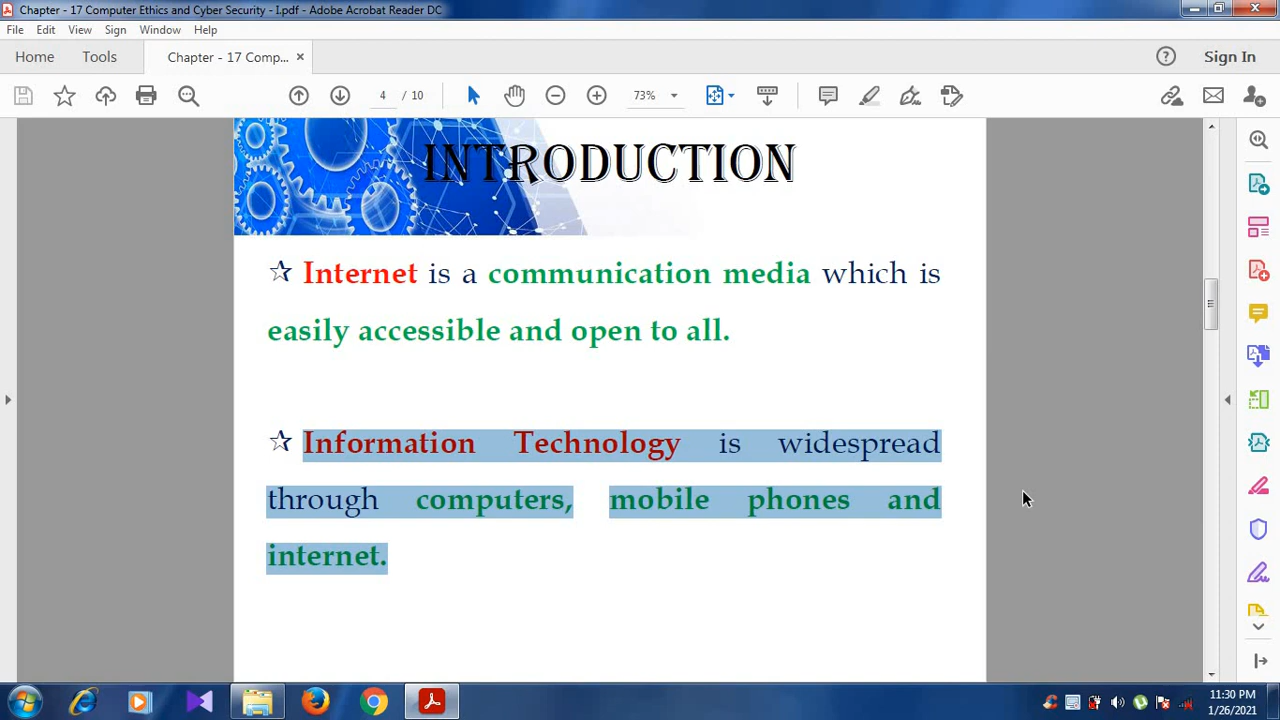 Chapter - 17 Computer Ethics and Cyber Security - I.pdf - Adobe Acrobat Reader DC
File Edit View Sign Window Help
Home Tools Chapter - 17 Comp... × Sign In
4 / 10 73%
INTRODUCTION
☆ Internet is a communication media which is
easily accessible and open to all.
☆ Information Technology is widespread
through computers, mobile phones and
internet.
11:30 PM
1/26/2021